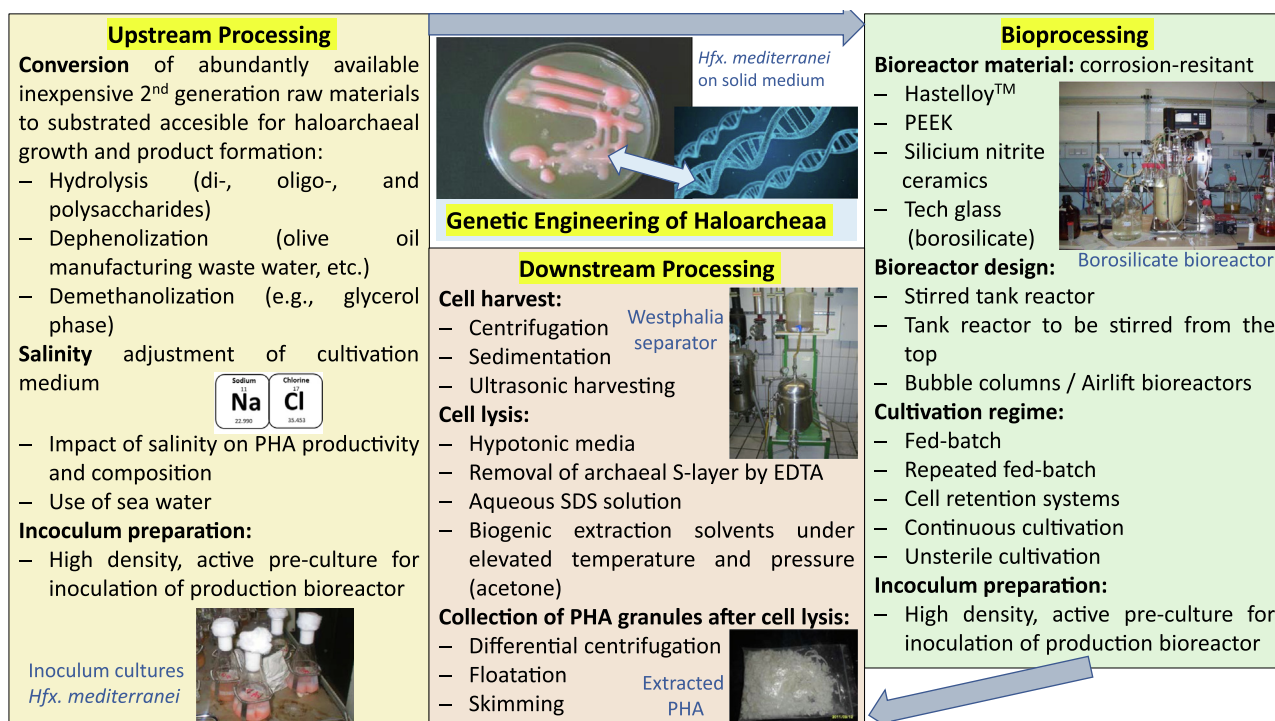 Upstream Processing
Conversion of abundantly available
inexpensive 2nd generation raw materials
to substrated accesible for haloarchaeal
growth and product formation:
– Hydrolysis (di-, oligo-, and
polysaccharides)
– Dephenolization (olive oil
manufacturing waste water, etc.)
– Demethanolization (e.g., glycerol
phase)
Salinity adjustment of cultivation
medium
Sodium
11
Na
22.990
Chlorine
17
Cl
35.453
– Impact of salinity on PHA productivity
and composition
– Use of sea water
Incoculum preparation:
– High density, active pre-culture for
inoculation of production bioreactor
Inoculum cultures
Hfx. mediterranei
Hfx. mediterranei
on solid medium
Genetic Engineering of Haloarcheaa
Downstream Processing
Cell harvest:
– Centrifugation
– Sedimentation
– Ultrasonic harvesting
Westphalia
separator
Cell lysis:
– Hypotonic media
– Removal of archaeal S-layer by EDTA
– Aqueous SDS solution
– Biogenic extraction solvents under
elevated temperature and pressure
(acetone)
Collection of PHA granules after cell lysis:
– Differential centrifugation
– Floatation
– Skimming
Extracted
PHA
Bioprocessing
Bioreactor material: corrosion-resitant
– Hastelloy™
– PEEK
– Silicium nitrite
ceramics
– Tech glass
(borosilicate)
Borosilicate bioreactor
Bioreactor design:
– Stirred tank reactor
– Tank reactor to be stirred from the
top
– Bubble columns / Airlift bioreactors
Cultivation regime:
– Fed-batch
– Repeated fed-batch
– Cell retention systems
– Continuous cultivation
– Unsterile cultivation
Incoculum preparation:
– High density, active pre-culture for
inoculation of production bioreactor